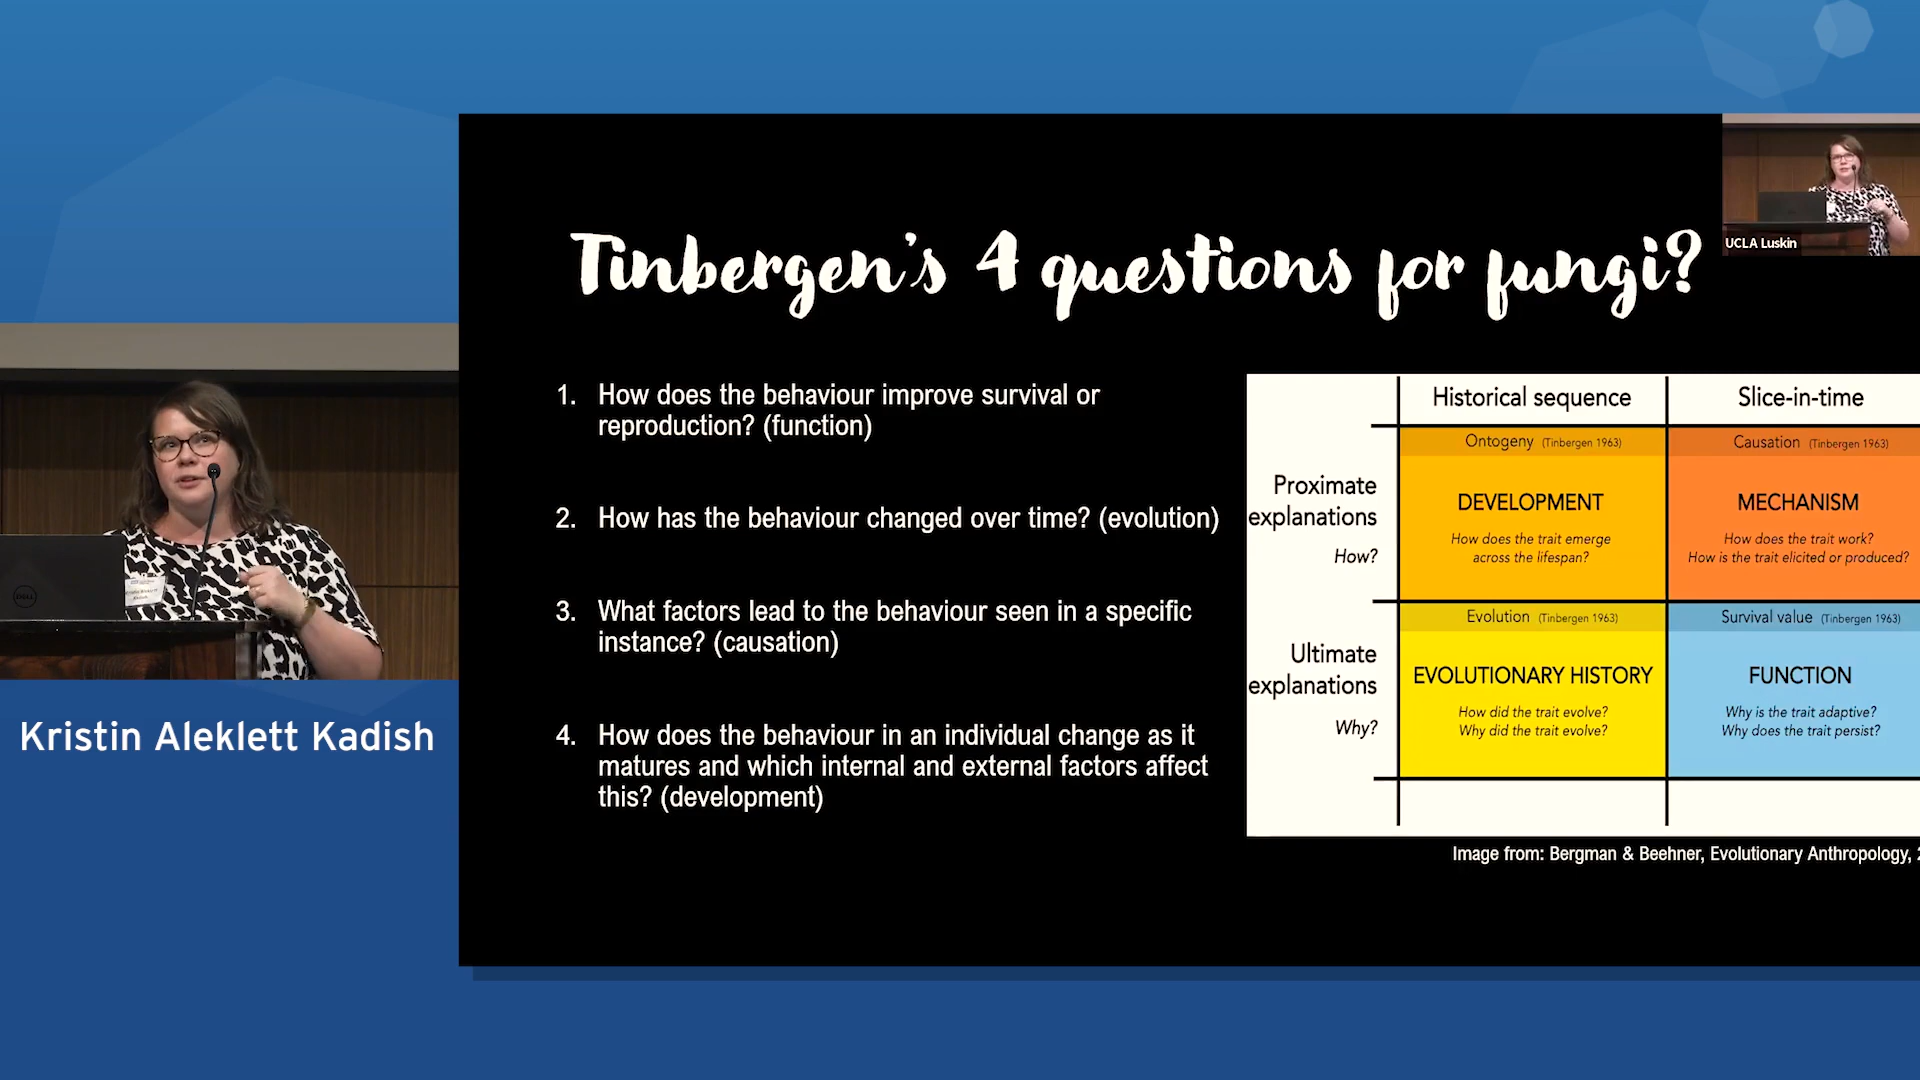 Tinbergen's 4 questions for fungi?
UCLA Luskin
1. How does the behaviour improve survival or
reproduction? (function)
2. How has the behaviour changed over time? (evolution)
3. What factors lead to the behaviour seen in a specific
instance? (causation)
4. How does the behaviour in an individual change as it
matures and which internal and external factors affect
this? (development)
Historical sequence
Slice-in-time
Proximate
explanations
How?
Ontogeny (Tinbergen 1963)
DEVELOPMENT
How does the trait emerge
across the lifespan?
Causation (Tinbergen 1963)
MECHANISM
How does the trait work?
How is the trait elicited or produced?
Ultimate
explanations
Why?
Evolution (Tinbergen 1963)
EVOLUTIONARY HISTORY
How did the trait evolve?
Why did the trait evolve?
Survival value (Tinbergen 1963)
FUNCTION
Why is the trait adaptive?
Why does the trait persist?
Image from: Bergman & Beehner, Evolutionary Anthropology,
Kristin Aleklett Kadish
DELL